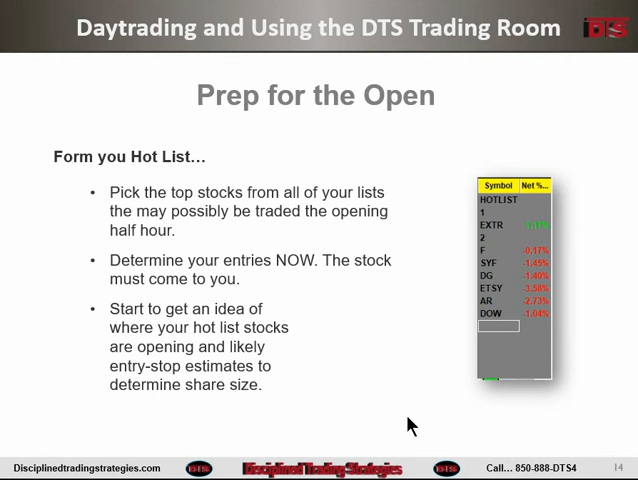 Daytrading and Using the DTS Trading Room
DTS
Prep for the Open
Form you Hot List…
• Pick the top stocks from all of your lists
the may possibly be traded the opening
half hour.
• Determine your entries NOW. The stock
must come to you.
• Start to get an idea of
where your hot list stocks
are opening and likely
entry-stop estimates to
determine share size.
Symbol Net %...
HOTLIST
1
EXTR
2
F -0.17%
SYF -1.45%
DG -1.40%
ETSY -3.58%
AR -2.73%
DOW -1.04%
Disciplinedtradingstrategies.com DTS Disciplined Trading Strategies DTS Call… 850-888-DTS4 14